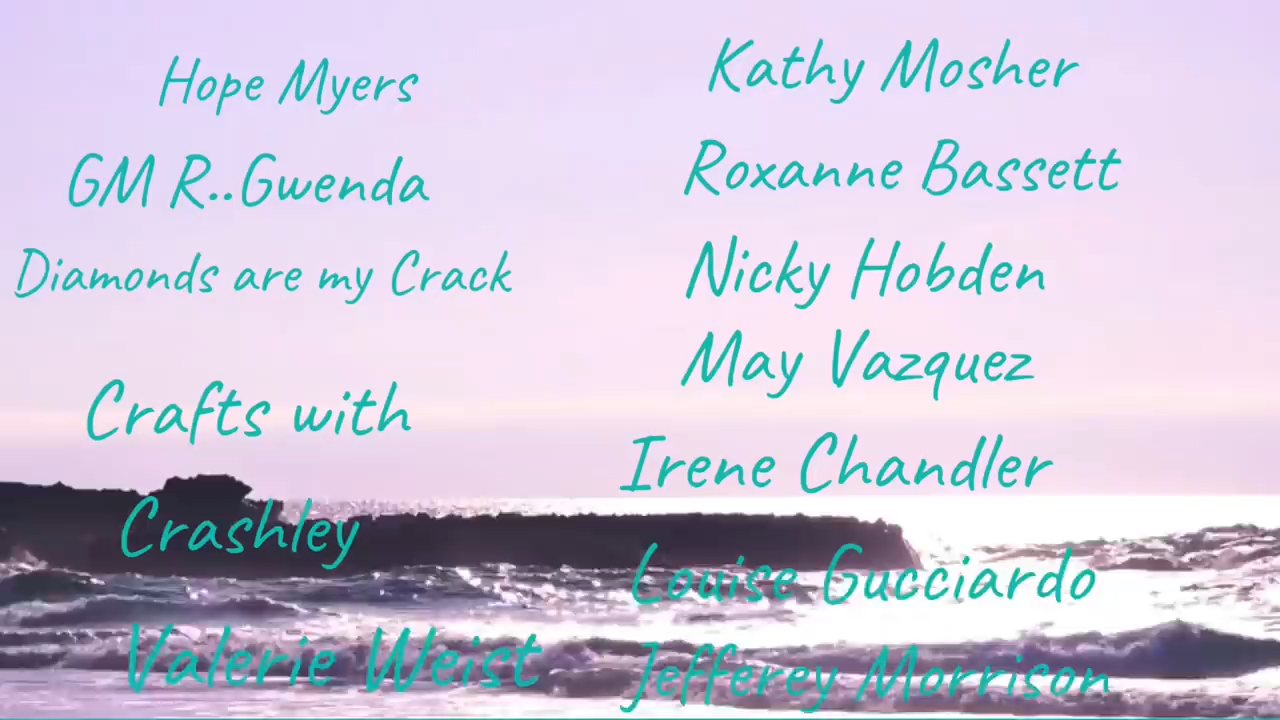 Hope Myers
GM R..Gwenda
Diamonds are my Crack
Crafts with
Crashley
Valerie Weist
Kathy Mosher
Roxanne Bassett
Nicky Hobden
May Vazquez
Irene Chandler
Louise Gucciardo
Jefferey Morrison